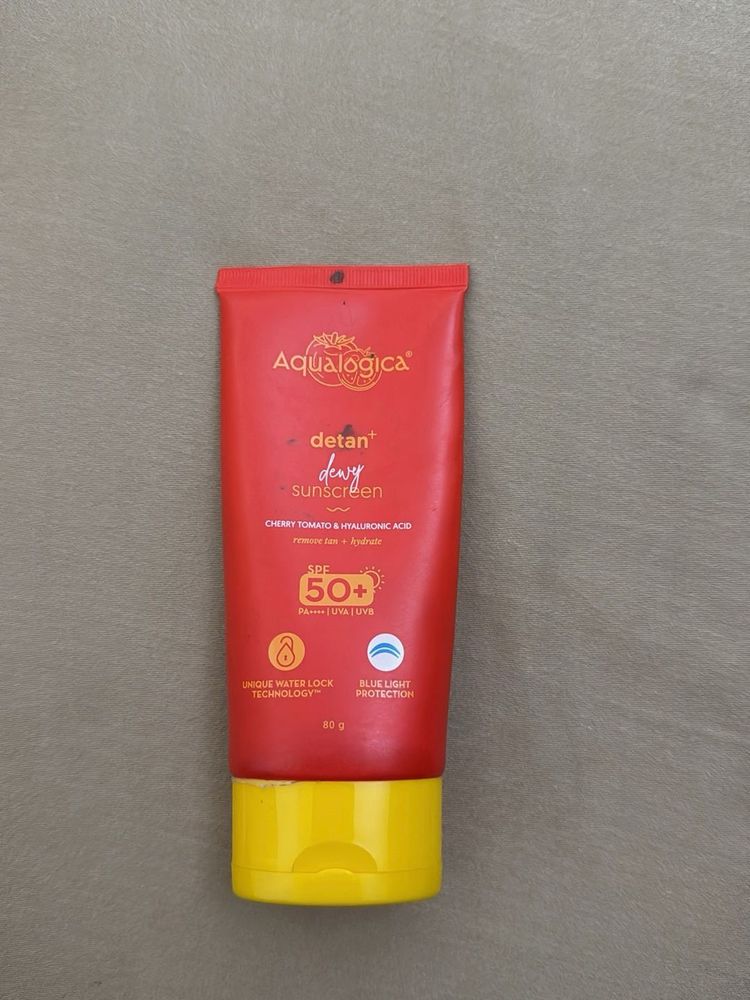 Aqualogica®
detan+
dewy
sunscreen
CHERRY TOMATO & HYALURONIC ACID
remove tan + hydrate
SPF
50+
PA++++ | UVA | UVB
UNIQUE WATER LOCK
TECHNOLOGY™
BLUE LIGHT
PROTECTION
80 g